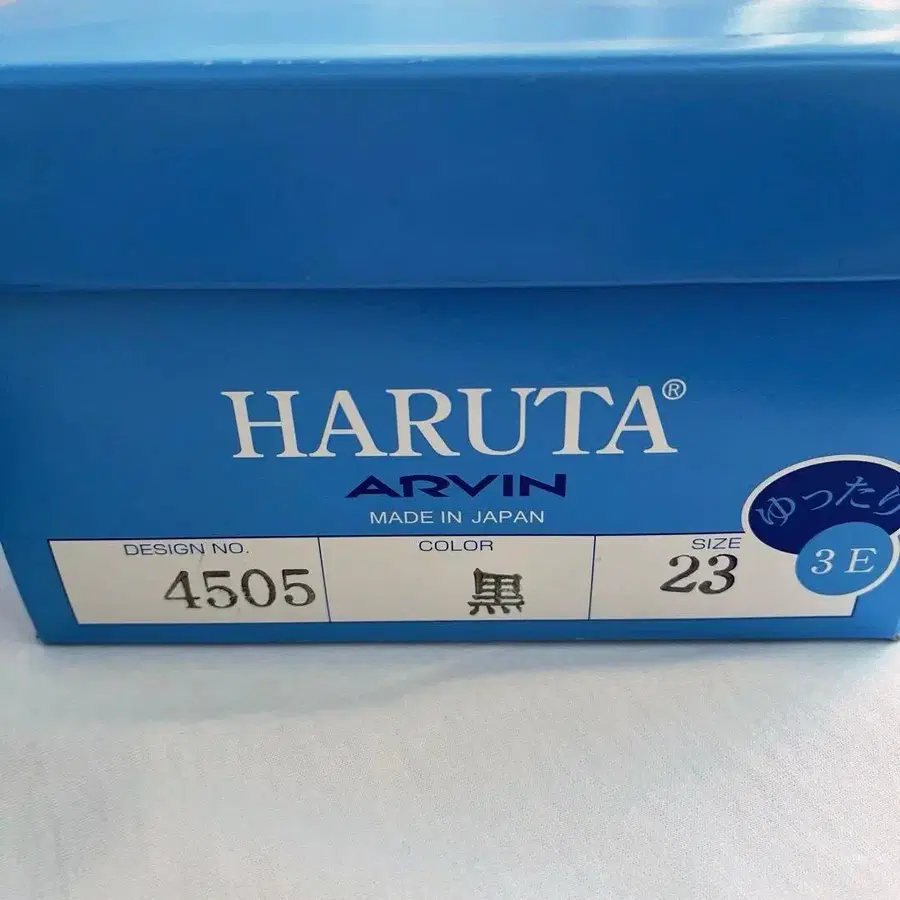 HARUTA®
ARVIN
MADE IN JAPAN
ゆったり
3E
DESIGN NO. COLOR SIZE
4505 黒 23